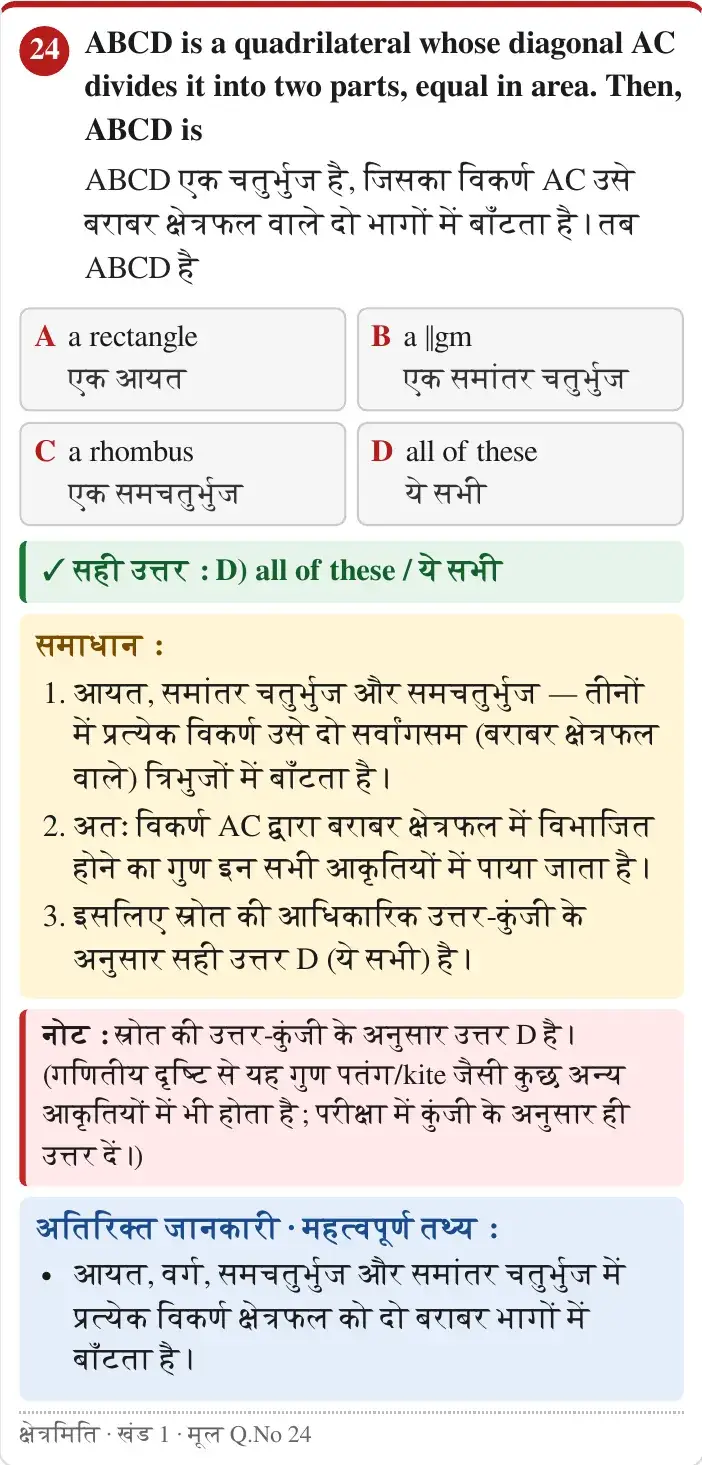 24 ABCD is a quadrilateral whose diagonal AC
divides it into two parts, equal in area. Then,
ABCD is
ABCD एक चतुर्भुज है, जिसका विकर्ण AC उसे
बराबर क्षेत्रफल वाले दो भागों में बाँटता है। तब
ABCD है
A a rectangle
एक आयत
B a ||gm
एक समांतर चतुर्भुज
C a rhombus
एक समचतुर्भुज
D all of these
ये सभी
✓ सही उत्तर : D) all of these / ये सभी
समाधान :
1. आयत, समांतर चतुर्भुज और समचतुर्भुज — तीनों
में प्रत्येक विकर्ण उसे दो सर्वांगसम (बराबर क्षेत्रफल
वाले) त्रिभुजों में बाँटता है।
2. अतः विकर्ण AC द्वारा बराबर क्षेत्रफल में विभाजित
होने का गुण इन सभी आकृतियों में पाया जाता है।
3. इसलिए स्रोत की आधिकारिक उत्तर-कुंजी के
अनुसार सही उत्तर D (ये सभी) है।
नोट : स्रोत की उत्तर-कुंजी के अनुसार उत्तर D है।
(गणितीय दृष्टि से यह गुण पतंग/kite जैसी कुछ अन्य
आकृतियों में भी होता है; परीक्षा में कुंजी के अनुसार ही
उत्तर दें।)
अतिरिक्त जानकारी · महत्वपूर्ण तथ्य :
• आयत, वर्ग, समचतुर्भुज और समांतर चतुर्भुज में
प्रत्येक विकर्ण क्षेत्रफल को दो बराबर भागों में
बाँटता है।
क्षेत्रमिति · खंड 1 · मूल Q.No 24